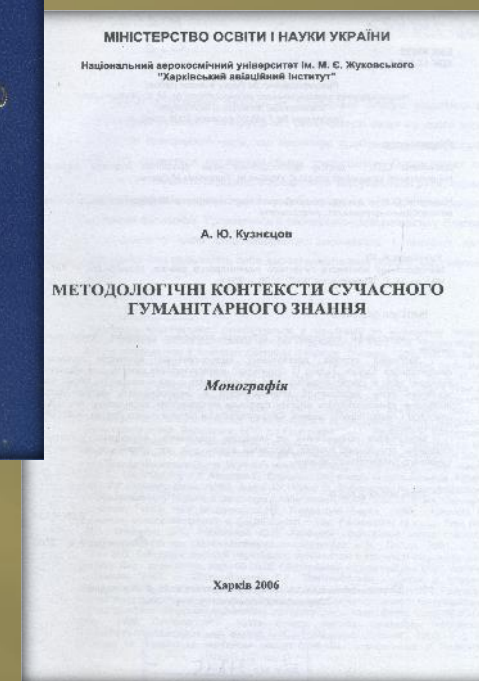 МІНІСТЕРСТВО ОСВІТИ І НАУКИ УКРАЇНИ
Національний аерокосмічний університет ім. М. Є. Жуковського
"Харківський авіаційний інститут"
А. Ю. Кузнєцов
МЕТОДОЛОГІЧНІ КОНТЕКСТИ СУЧАСНОГО
ГУМАНІТАРНОГО ЗНАННЯ
Монографія
Харків 2006